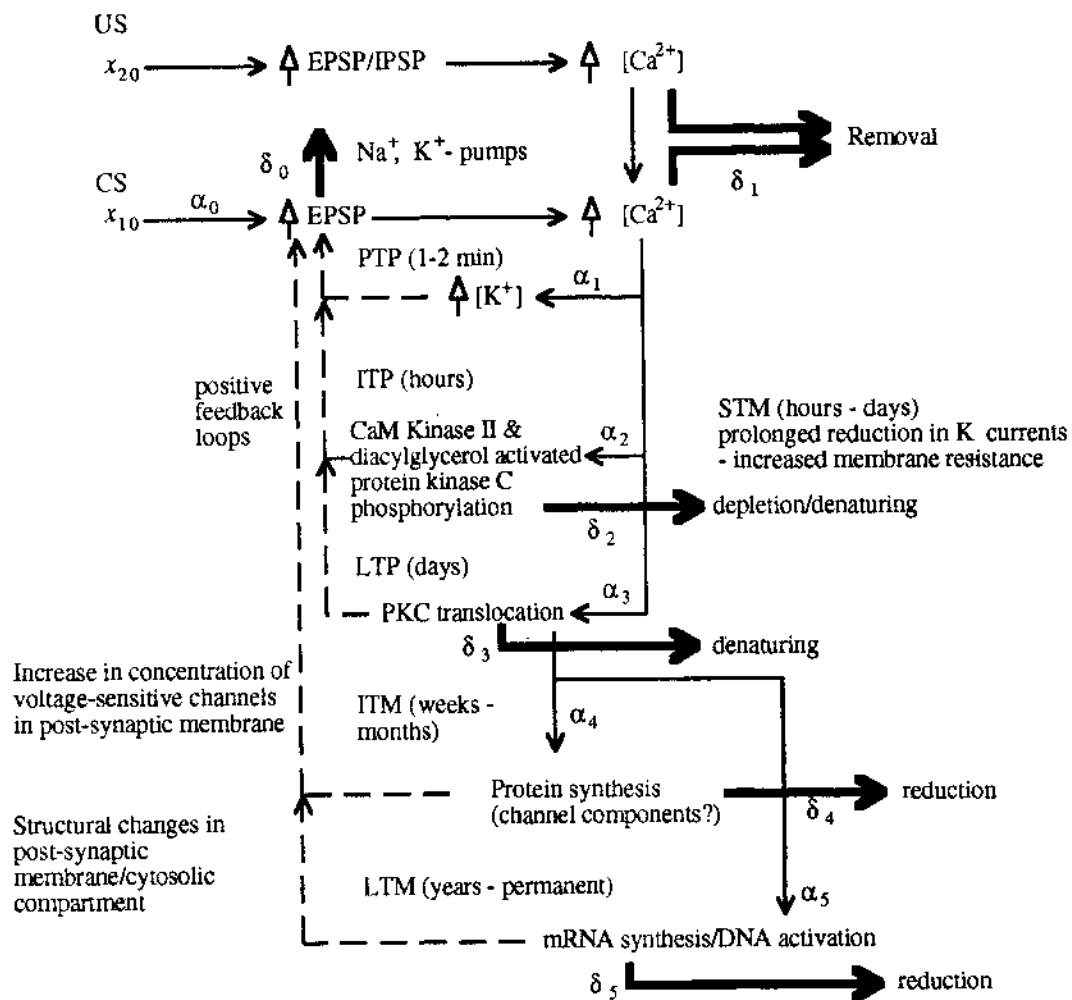 US
x20
EPSP/IPSP
[Ca2+]
Removal
δ0
Na+, K+- pumps
δ1
CS
x10
α0
EPSP
[Ca2+]
PTP (1-2 min)
[K+]
α1
positive
feedback
loops
ITP (hours)
CaM Kinase II &
diacylglycerol activated
protein kinase C
phosphorylation
α2
STM (hours - days)
prolonged reduction in K currents
- increased membrane resistance
δ2
depletion/denaturing
LTP (days)
PKC translocation
α3
δ3
denaturing
Increase in concentration of
voltage-sensitive channels
in post-synaptic membrane
ITM (weeks -
months)
α4
Protein synthesis
(channel components?)
δ4
reduction
Structural changes in
post-synaptic
membrane/cytosolic
compartment
LTM (years - permanent)
α5
mRNA synthesis/DNA activation
δ5
reduction